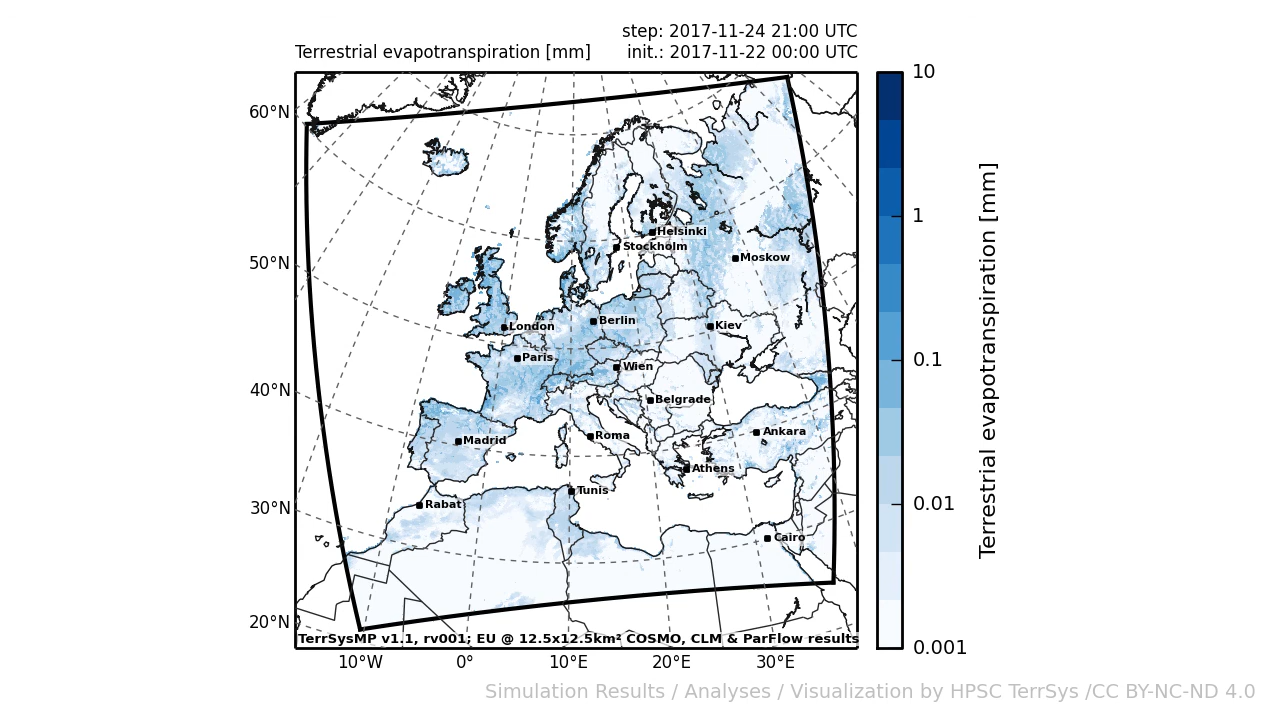 step: 2017-11-24 21:00 UTC
Terrestrial evapotranspiration [mm] init.: 2017-11-22 00:00 UTC
10
60°N
Helsinki
Stockholm
50°N
Moskow
1
London
Berlin
Kiev
Paris
Wien
0.1
40°N
Belgrade
Madrid
Roma
Ankara
Athens
Tunis
Rabat
0.01
30°N
Cairo
20°N
TerrSysMP v1.1, rv001; EU @ 12.5x12.5km² COSMO, CLM & ParFlow results
0.001
10°W 0° 10°E 20°E 30°E
Terrestrial evapotranspiration [mm]
Simulation Results / Analyses / Visualization by HPSC TerrSys /CC BY-NC-ND 4.0